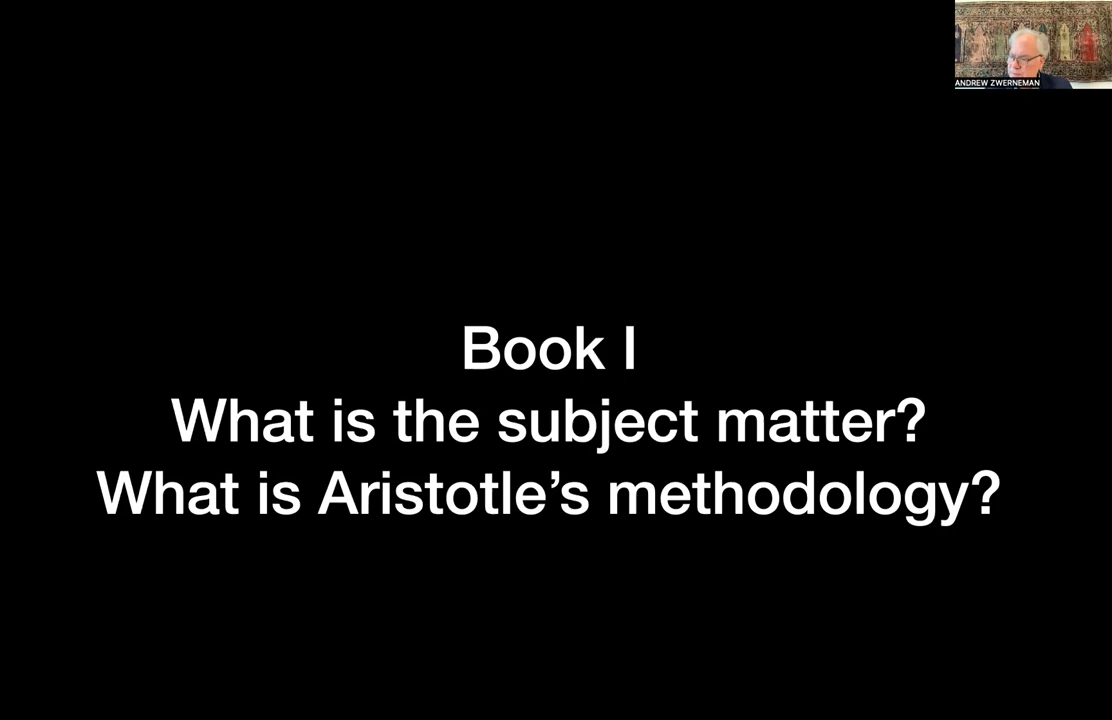 ANDREW ZWERNEMAN
Book I
What is the subject matter?
What is Aristotle’s methodology?